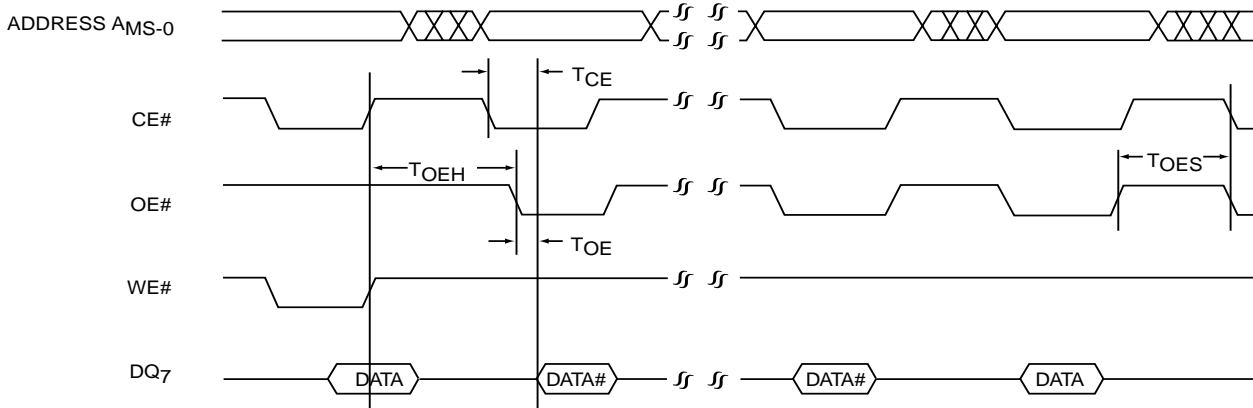 ADDRESS AMS-0
TCE
CE#
TOEH
TOES
OE#
TOE
WE#
DQ7
DATA
DATA#
DATA#
DATA